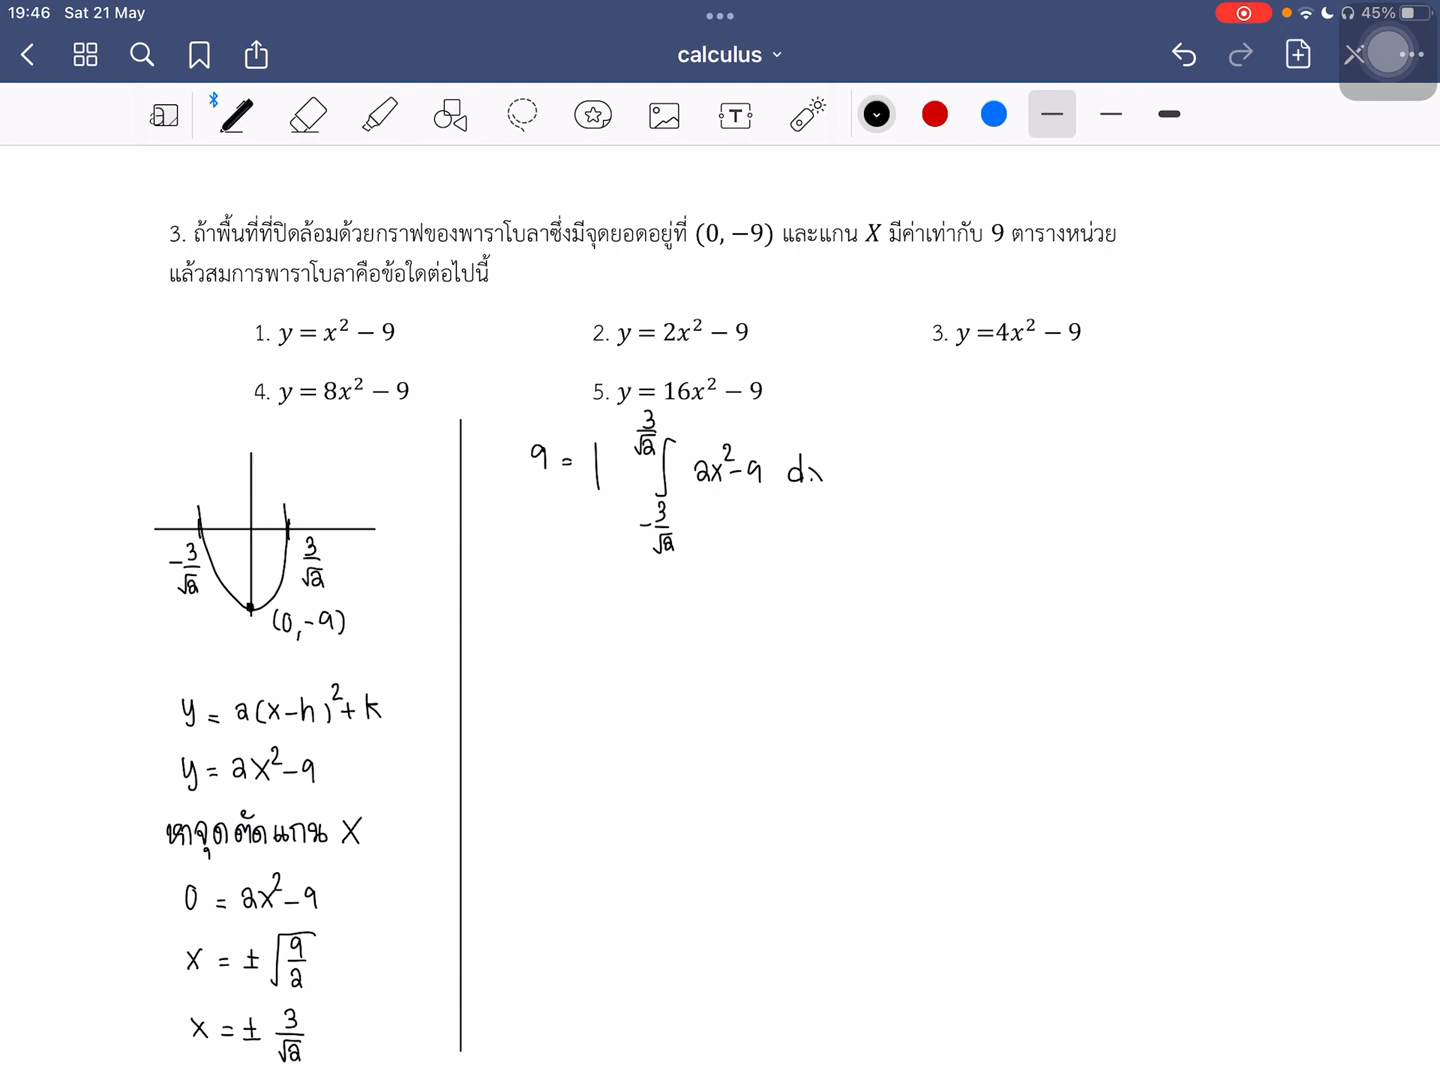 19:46 Sat 21 May
45%
calculus
T
3. ถ้าพื้นที่ที่ปิดล้อมด้วยกราฟของพาราโบลาซึ่งมีจุดยอดอยู่ที่ (0, −9) และแกน X มีค่าเท่ากับ 9 ตารางหน่วย
แล้วสมการพาราโบลาคือข้อใดต่อไปนี้
1. y = x² − 9 2. y = 2x² − 9 3. y =4x² − 9
4. y = 8x² − 9 5. y = 16x² − 9
9 = | ∫_{-3/√a}^{3/√a} ax²-9 dx
-3/√a 3/√a
(0,-9)
y = a(x-h)²+k
y = ax²-9
หาจุดตัดแกน X
0 = ax²-9
x = ± √(9/a)
x = ± 3/√a